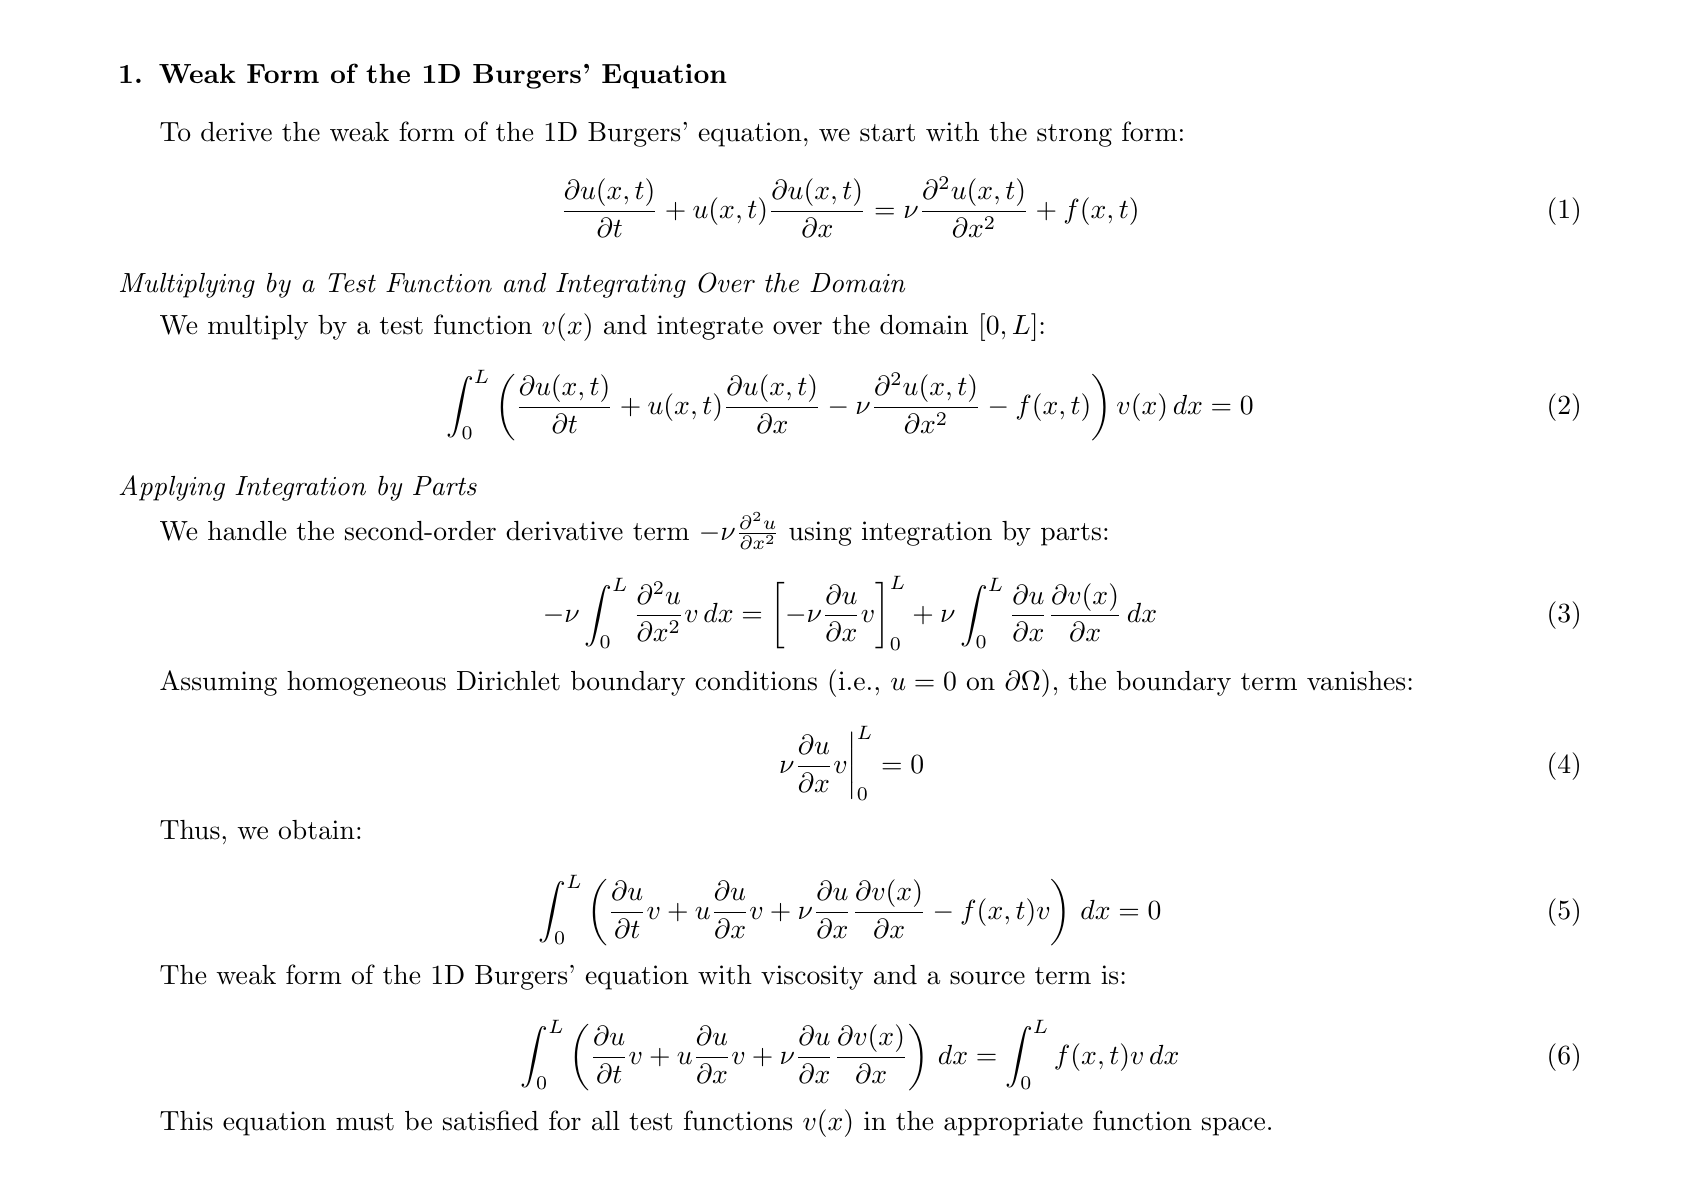 1. Weak Form of the 1D Burgers' Equation
To derive the weak form of the 1D Burgers' equation, we start with the strong form:
$$\frac{\partial u(x,t)}{\partial t} + u(x,t)\frac{\partial u(x,t)}{\partial x} = \nu\frac{\partial^2 u(x,t)}{\partial x^2} + f(x,t)$$ (1)
Multiplying by a Test Function and Integrating Over the Domain
We multiply by a test function $v(x)$ and integrate over the domain $[0, L]$:
$$\int_0^L \left(\frac{\partial u(x,t)}{\partial t} + u(x,t)\frac{\partial u(x,t)}{\partial x} - \nu\frac{\partial^2 u(x,t)}{\partial x^2} - f(x,t)\right) v(x)\,dx = 0$$ (2)
Applying Integration by Parts
We handle the second-order derivative term $-\nu\frac{\partial^2 u}{\partial x^2}$ using integration by parts:
$$-\nu\int_0^L \frac{\partial^2 u}{\partial x^2} v\,dx = \left[-\nu\frac{\partial u}{\partial x} v\right]_0^L + \nu\int_0^L \frac{\partial u}{\partial x}\frac{\partial v(x)}{\partial x}\,dx$$ (3)
Assuming homogeneous Dirichlet boundary conditions (i.e., $u = 0$ on $\partial\Omega$), the boundary term vanishes:
$$\nu\frac{\partial u}{\partial x} v\Big|_0^L = 0$$ (4)
Thus, we obtain:
$$\int_0^L \left(\frac{\partial u}{\partial t} v + u\frac{\partial u}{\partial x} v + \nu\frac{\partial u}{\partial x}\frac{\partial v(x)}{\partial x} - f(x,t)v\right)\,dx = 0$$ (5)
The weak form of the 1D Burgers' equation with viscosity and a source term is:
$$\int_0^L \left(\frac{\partial u}{\partial t} v + u\frac{\partial u}{\partial x} v + \nu\frac{\partial u}{\partial x}\frac{\partial v(x)}{\partial x}\right)\,dx = \int_0^L f(x,t)v\,dx$$ (6)
This equation must be satisfied for all test functions $v(x)$ in the appropriate function space.